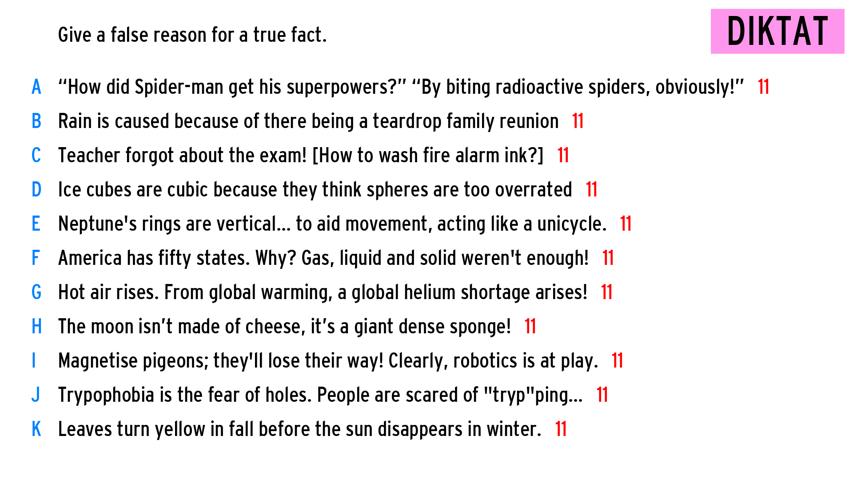 Give a false reason for a true fact.
DIKTAT
A “How did Spider-man get his superpowers?” “By biting radioactive spiders, obviously!” 11
B Rain is caused because of there being a teardrop family reunion 11
C Teacher forgot about the exam! [How to wash fire alarm ink?] 11
D Ice cubes are cubic because they think spheres are too overrated 11
E Neptune's rings are vertical... to aid movement, acting like a unicycle. 11
F America has fifty states. Why? Gas, liquid and solid weren't enough! 11
G Hot air rises. From global warming, a global helium shortage arises! 11
H The moon isn’t made of cheese, it’s a giant dense sponge! 11
I Magnetise pigeons; they'll lose their way! Clearly, robotics is at play. 11
J Trypophobia is the fear of holes. People are scared of "tryp"ping... 11
K Leaves turn yellow in fall before the sun disappears in winter. 11